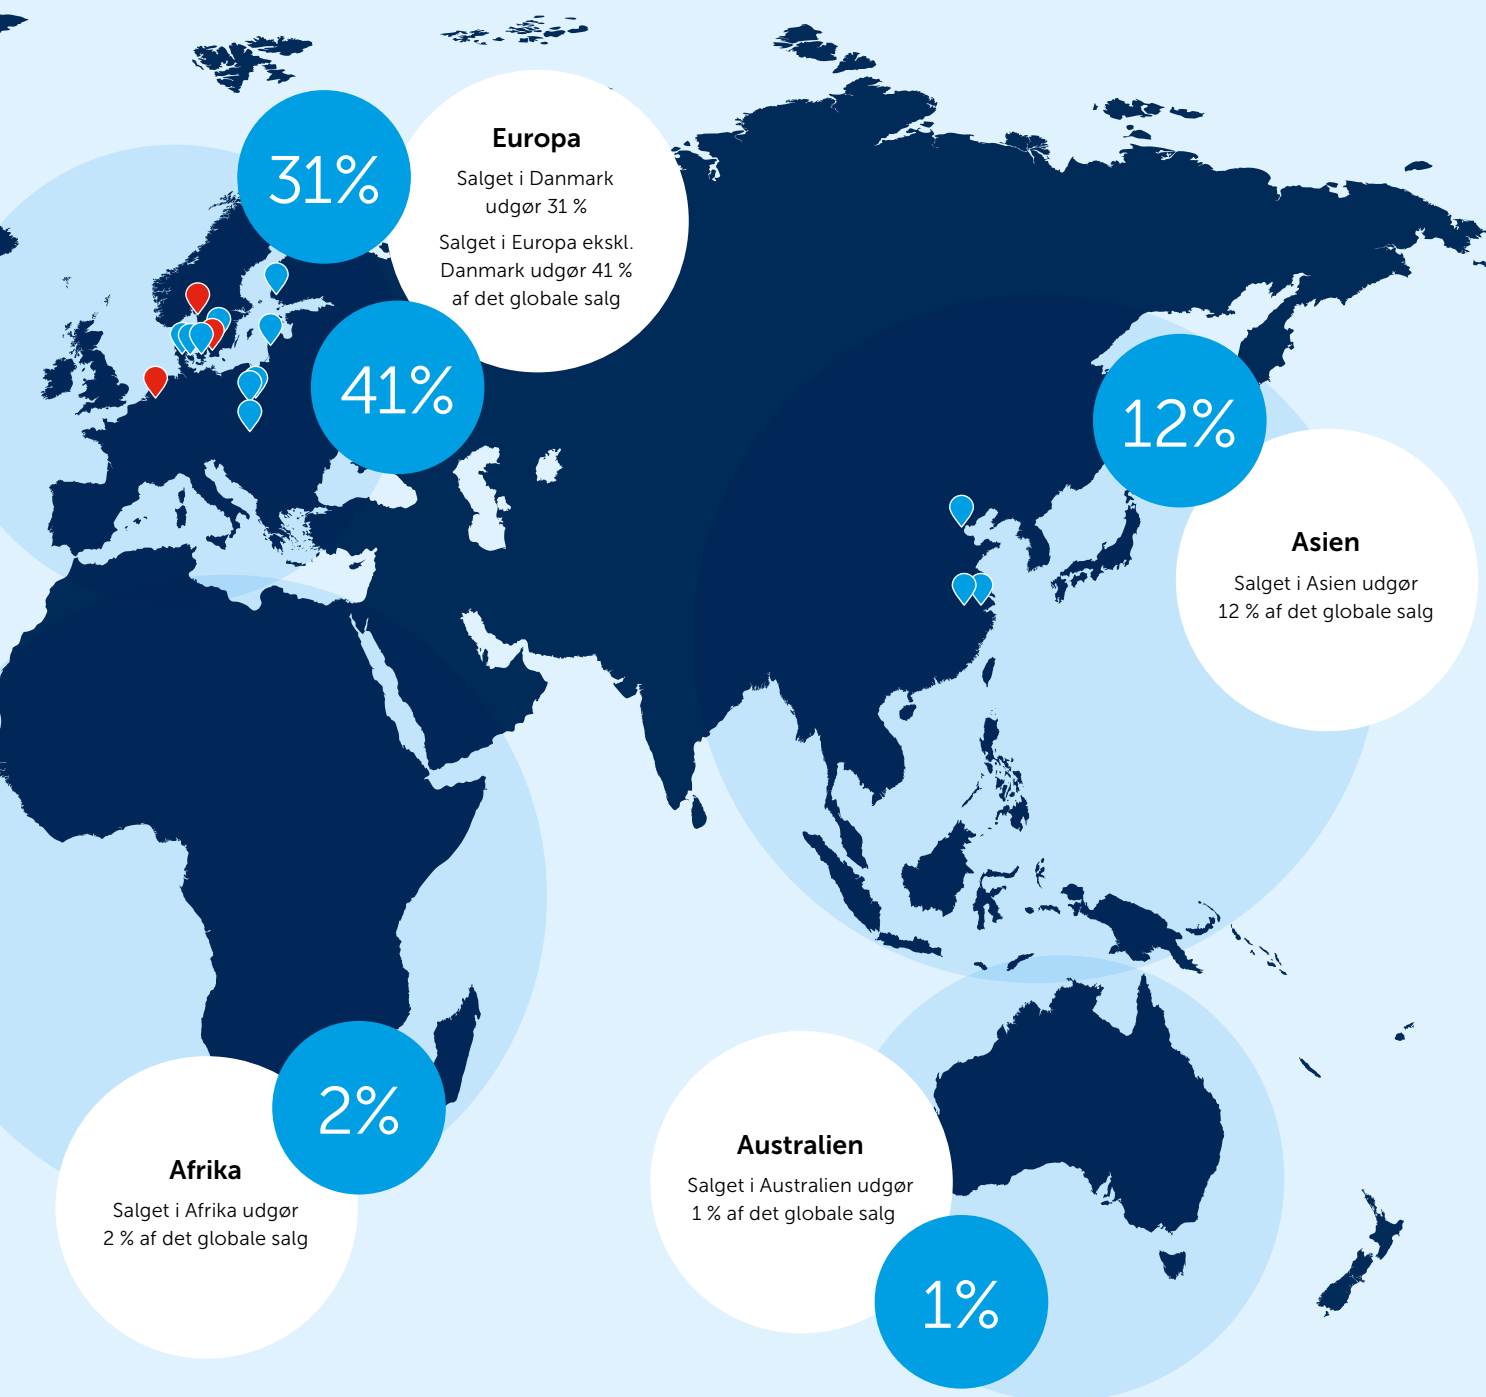 31%
Europa
Salget i Danmark
udgør 31 %
Salget i Europa ekskl.
Danmark udgør 41 %
af det globale salg
41%
12%
Asien
Salget i Asien udgør
12 % af det globale salg
2%
Afrika
Salget i Afrika udgør
2 % af det globale salg
Australien
Salget i Australien udgør
1 % af det globale salg
1%